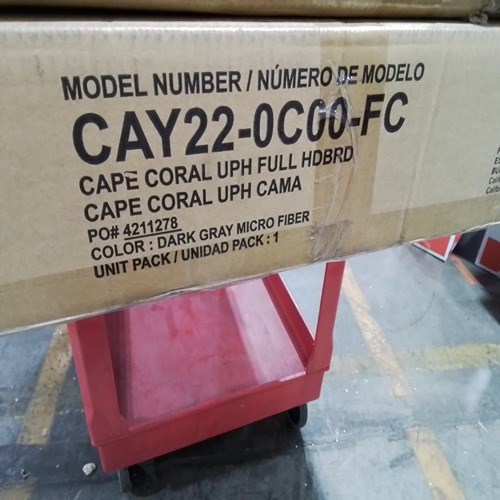 MODEL NUMBER / NÚMERO DE MODELO
CAY22-0C00-FC
CAPE CORAL UPH FULL HDBRD
CAPE CORAL UPH CAMA
PO# 4211278
COLOR : DARK GRAY MICRO FIBER
UNIT PACK / UNIDAD PACK : 1